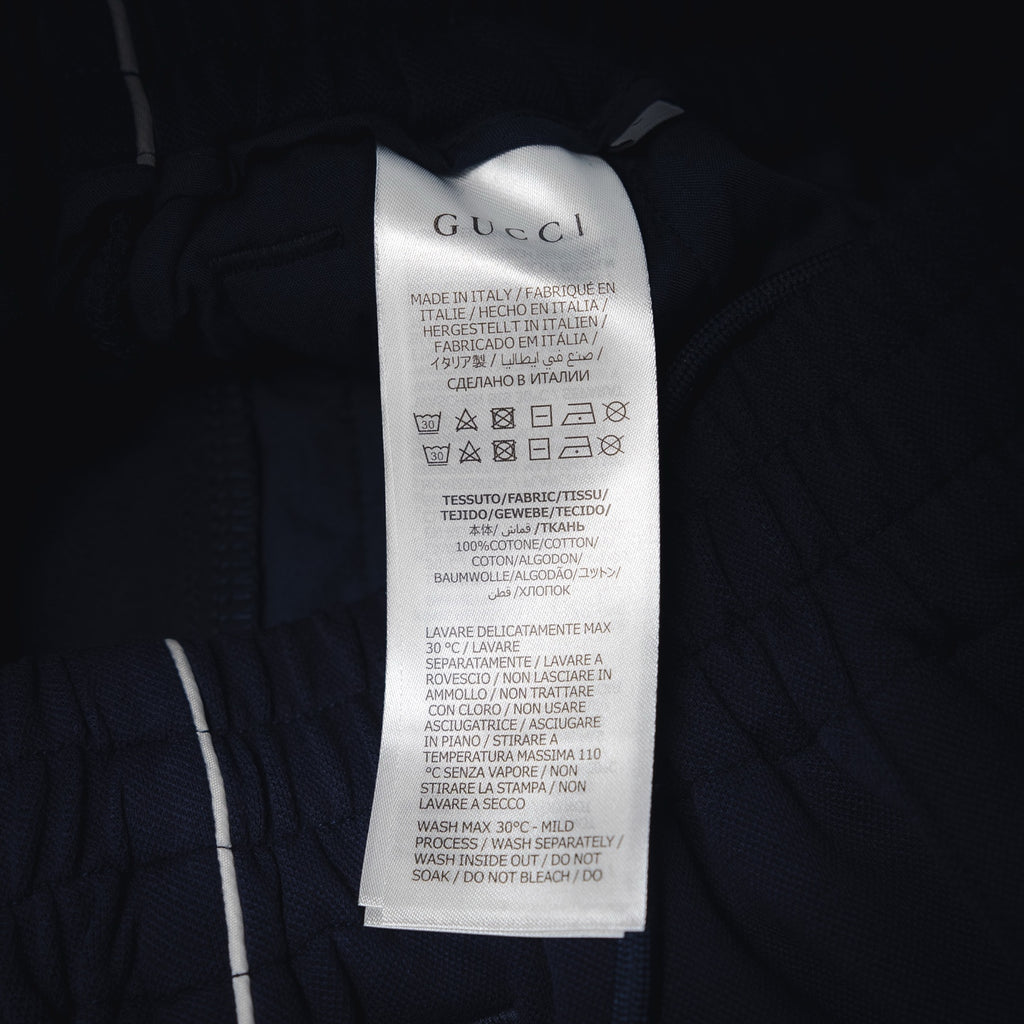 GUCCI
MADE IN ITALY / FABRIQUÉ EN
ITALIE / HECHO EN ITALIA /
HERGESTELLT IN ITALIEN /
FABRICADO EM ITÁLIA /
イタリア製 / صنع في ايطاليا /
СДЕЛАНО В ИТАЛИИ
30
30
TESSUTO/FABRIC/TISSU/
TEJIDO/GEWEBE/TECIDO/
本体/ قماش /ТКАНЬ
100%COTONE/COTTON/
COTON/ALGODON/
BAUMWOLLE/ALGODÃO/コットン/
قطن /ХЛОПОК
LAVARE DELICATAMENTE MAX
30 °C / LAVARE
SEPARATAMENTE / LAVARE A
ROVESCIO / NON LASCIARE IN
AMMOLLO / NON TRATTARE
CON CLORO / NON USARE
ASCIUGATRICE / ASCIUGARE
IN PIANO / STIRARE A
TEMPERATURA MASSIMA 110
°C SENZA VAPORE / NON
STIRARE LA STAMPA / NON
LAVARE A SECCO
WASH MAX 30°C - MILD
PROCESS / WASH SEPARATELY /
WASH INSIDE OUT / DO NOT
SOAK / DO NOT BLEACH / DO